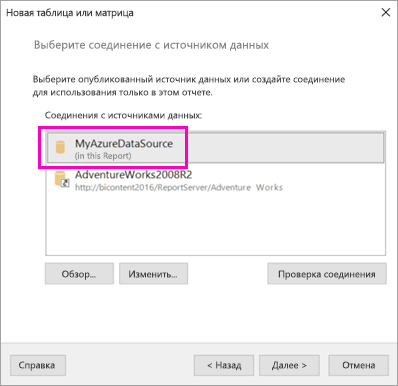 Новая таблица или матрица
Выберите соединение с источником данных
Выберите опубликованный источник данных или создайте соединение
для использования только в этом отчете.
Соединения с источниками данных:
MyAzureDataSource
(in this Report)
AdventureWorks2008R2
http://bicontent2016/ReportServer/Adventure Works
Обзор...
Изменить...
Проверка соединения
Справка
< Назад
Далее >
Отмена